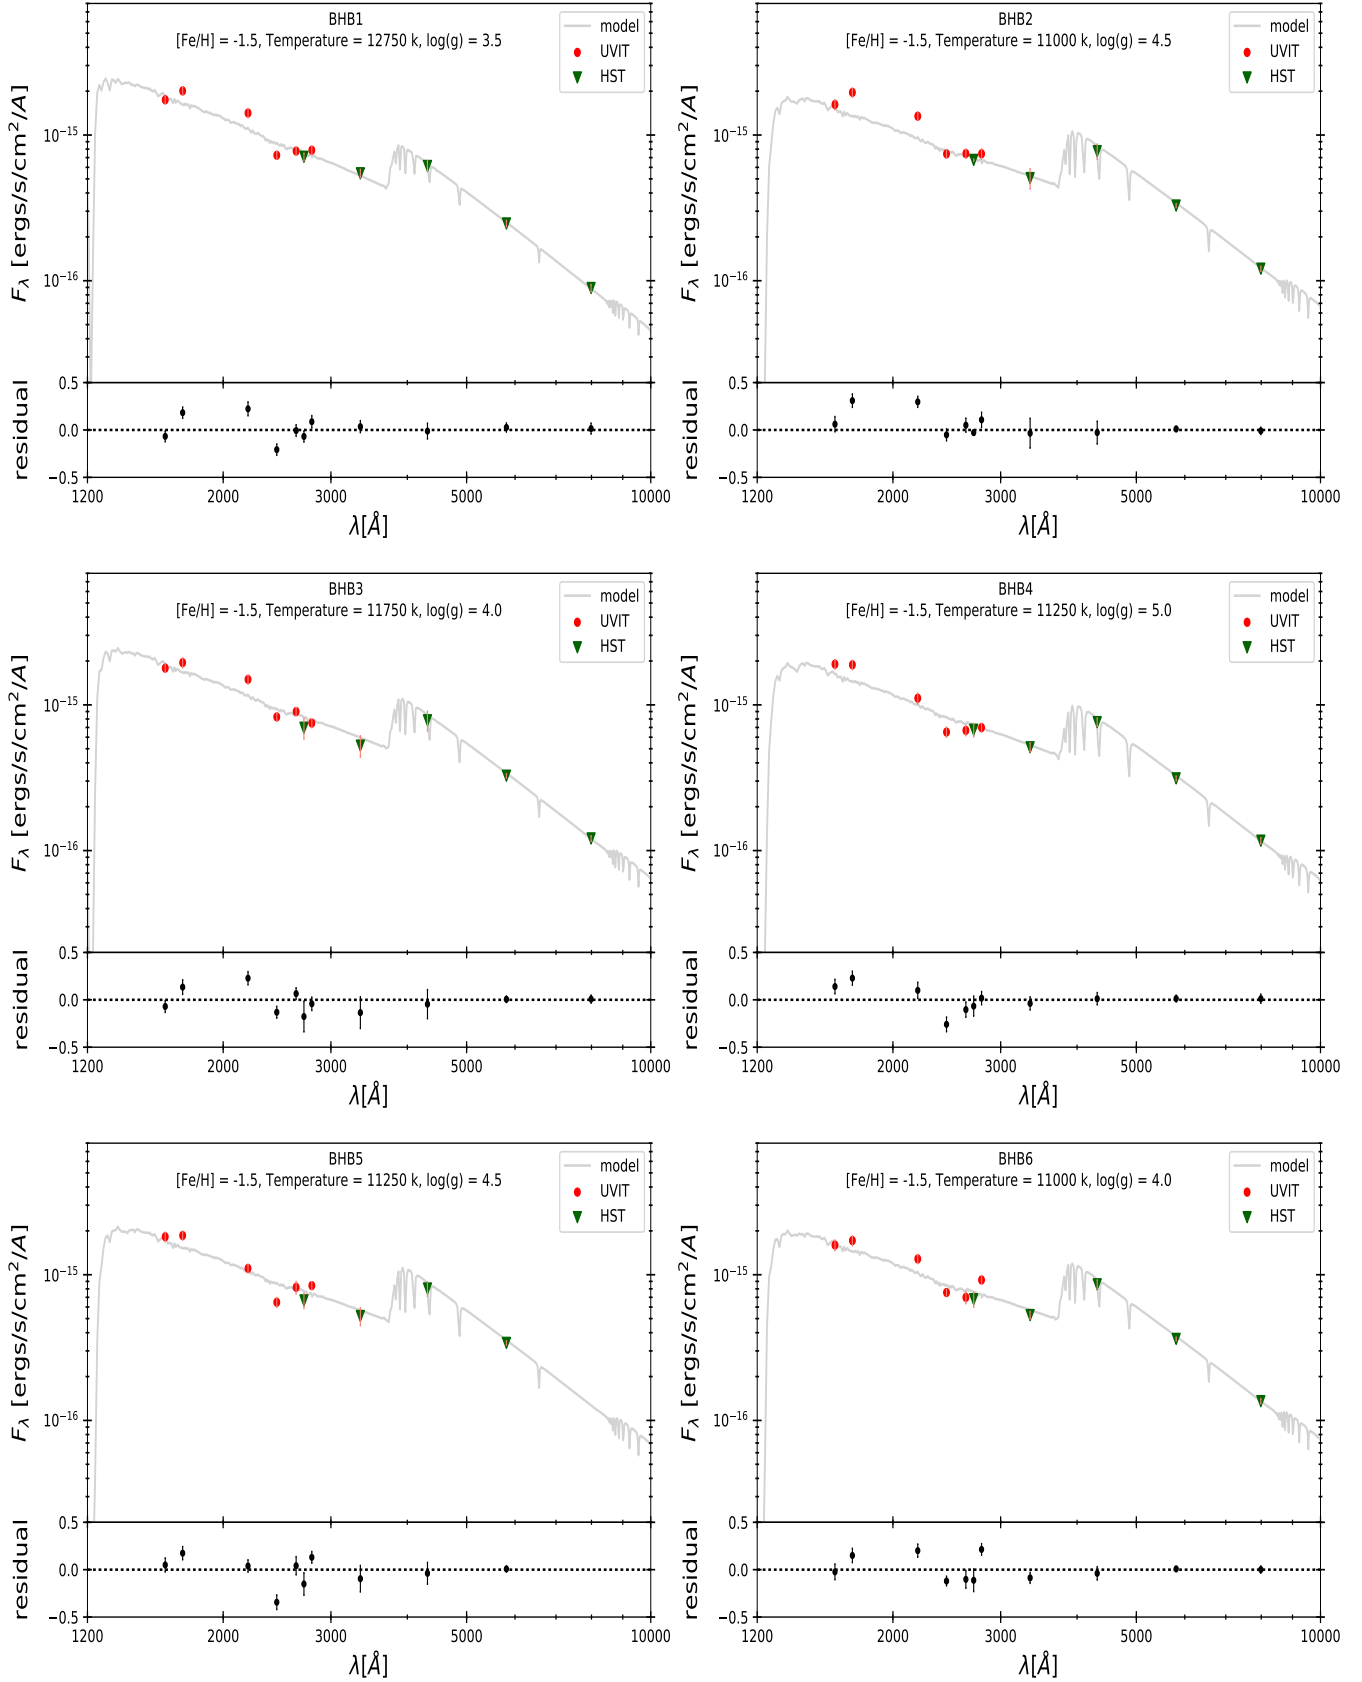 BHB1
[Fe/H] = -1.5, Temperature = 12750 k, log(g) = 3.5
model
UVIT
HST
F_λ [ergs/s/cm²/A]
10⁻¹⁵
10⁻¹⁶
residual
0.5
0.0
−0.5
1200 2000 3000 5000 10000
λ[Å]
BHB2
[Fe/H] = -1.5, Temperature = 11000 k, log(g) = 4.5
model
UVIT
HST
F_λ [ergs/s/cm²/A]
10⁻¹⁵
10⁻¹⁶
residual
0.5
0.0
−0.5
1200 2000 3000 5000 10000
λ[Å]
BHB3
[Fe/H] = -1.5, Temperature = 11750 k, log(g) = 4.0
model
UVIT
HST
F_λ [ergs/s/cm²/A]
10⁻¹⁵
10⁻¹⁶
residual
0.5
0.0
−0.5
1200 2000 3000 5000 10000
λ[Å]
BHB4
[Fe/H] = -1.5, Temperature = 11250 k, log(g) = 5.0
model
UVIT
HST
F_λ [ergs/s/cm²/A]
10⁻¹⁵
10⁻¹⁶
residual
0.5
0.0
−0.5
1200 2000 3000 5000 10000
λ[Å]
BHB5
[Fe/H] = -1.5, Temperature = 11250 k, log(g) = 4.5
model
UVIT
HST
F_λ [ergs/s/cm²/A]
10⁻¹⁵
10⁻¹⁶
residual
0.5
0.0
−0.5
1200 2000 3000 5000 10000
λ[Å]
BHB6
[Fe/H] = -1.5, Temperature = 11000 k, log(g) = 4.0
model
UVIT
HST
F_λ [ergs/s/cm²/A]
10⁻¹⁵
10⁻¹⁶
residual
0.5
0.0
−0.5
1200 2000 3000 5000 10000
λ[Å]